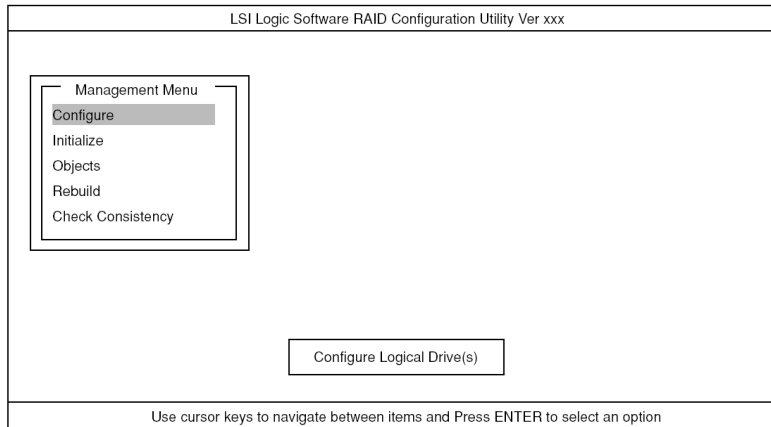 LSI Logic Software RAID Configuration Utility Ver xxx
Management Menu
Configure
Initialize
Objects
Rebuild
Check Consistency
Configure Logical Drive(s)
Use cursor keys to navigate between items and Press ENTER to select an option